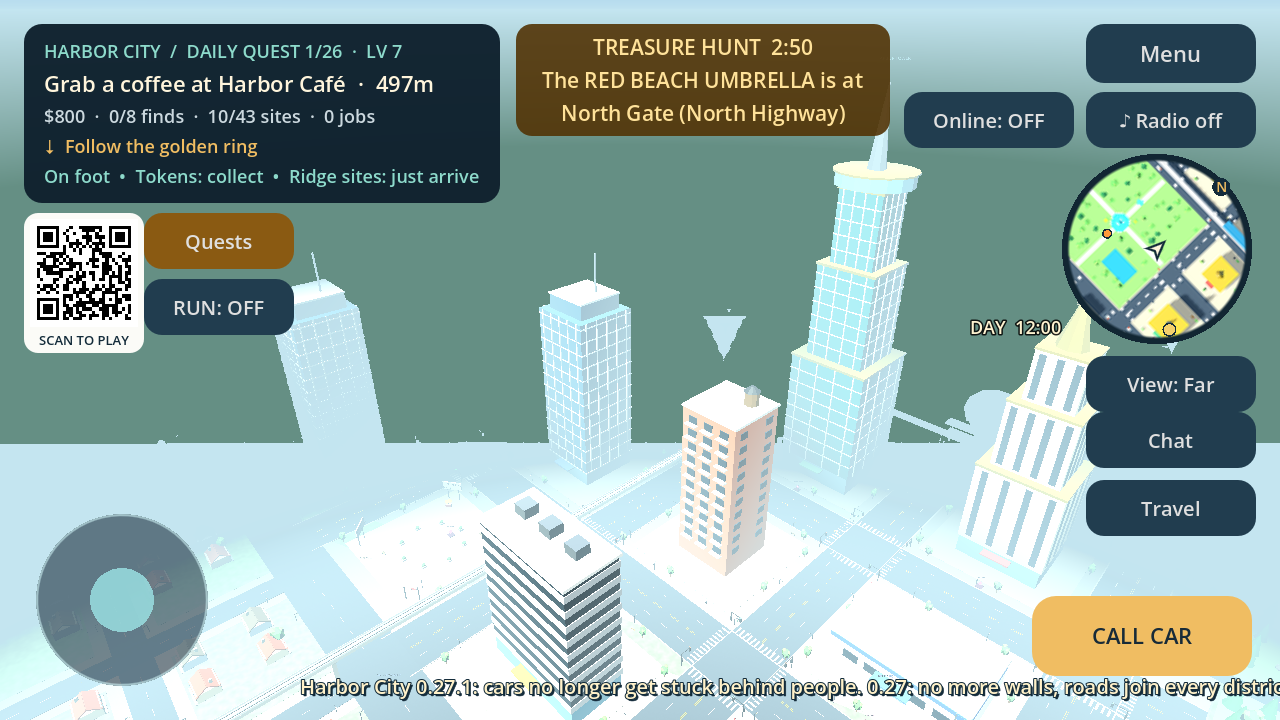 HARBOR CITY / DAILY QUEST 1/26 · LV 7
Grab a coffee at Harbor Café · 497m
$800 · 0/8 finds · 10/43 sites · 0 jobs
↓ Follow the golden ring
On foot • Tokens: collect • Ridge sites: just arrive
TREASURE HUNT 2:50
The RED BEACH UMBRELLA is at
North Gate (North Highway)
Menu
Online: OFF
♪ Radio off
N
SCAN TO PLAY
Quests
RUN: OFF
DAY 12:00
View: Far
Chat
Travel
CALL CAR
Harbor City 0.27.1: cars no longer get stuck behind people. 0.27: no more walls, roads join every distric